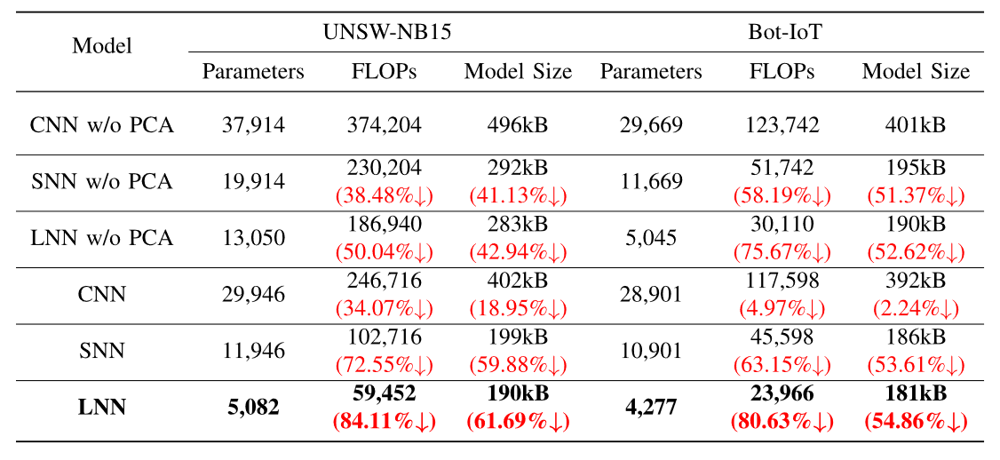 Model UNSW-NB15 Bot-IoT
Parameters FLOPs Model Size Parameters FLOPs Model Size
CNN w/o PCA 37,914 374,204 496kB 29,669 123,742 401kB
SNN w/o PCA 19,914 230,204 292kB 11,669 51,742 195kB
(38.48%↓) (41.13%↓) (58.19%↓) (51.37%↓)
LNN w/o PCA 13,050 186,940 283kB 5,045 30,110 190kB
(50.04%↓) (42.94%↓) (75.67%↓) (52.62%↓)
CNN 29,946 246,716 402kB 28,901 117,598 392kB
(34.07%↓) (18.95%↓) (4.97%↓) (2.24%↓)
SNN 11,946 102,716 199kB 10,901 45,598 186kB
(72.55%↓) (59.88%↓) (63.15%↓) (53.61%↓)
LNN 5,082 59,452 190kB 4,277 23,966 181kB
(84.11%↓) (61.69%↓) (80.63%↓) (54.86%↓)